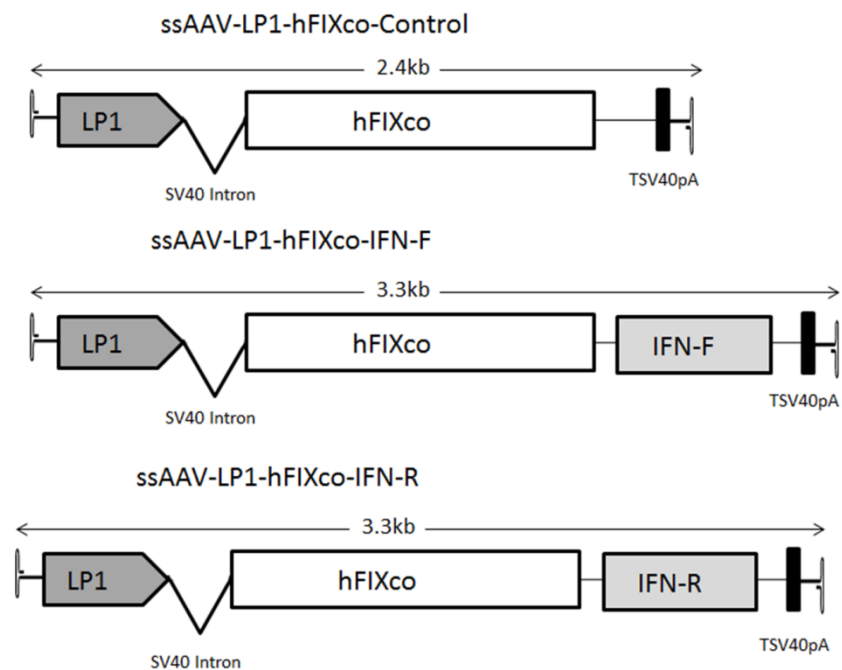 ssAAV-LP1-hFIXco-Control
2.4kb
LP1
hFIXco
SV40 Intron
TSV40pA
ssAAV-LP1-hFIXco-IFN-F
3.3kb
LP1
hFIXco
IFN-F
SV40 Intron
TSV40pA
ssAAV-LP1-hFIXco-IFN-R
3.3kb
LP1
hFIXco
IFN-R
SV40 Intron
TSV40pA